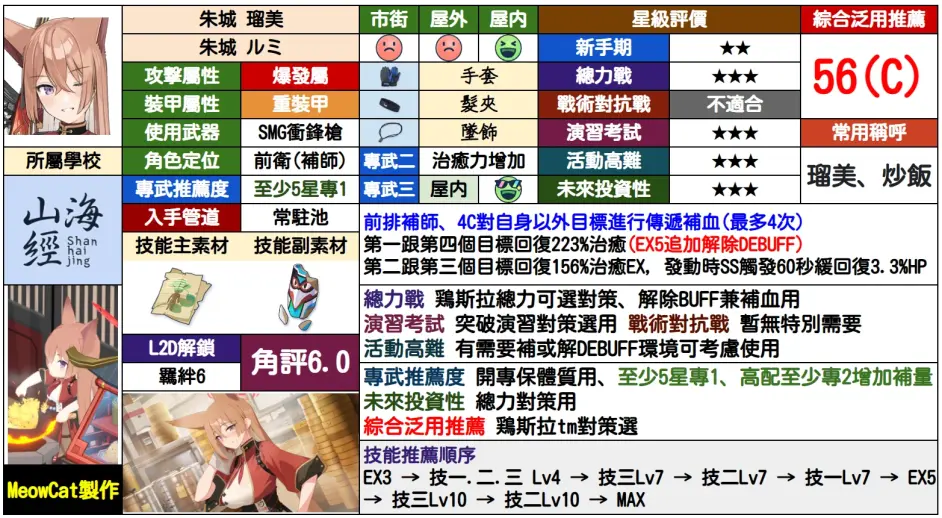 朱城 瑠美
市街 屋外 屋内
星級評價
綜合泛用推薦
朱城 ルミ
新手期 ★★
56(C)
攻擊屬性 爆發屬
手套
總力戰 ★★★
裝甲屬性 重裝甲
髮夾
戰術對抗戰 不適合
使用武器 SMG衝鋒槍
墜飾
演習考試 ★★★
常用稱呼
所屬學校
角色定位 前衛(補師)
專武二 治癒力增加
活動高難 ★★★
瑠美、炒飯
專武推薦度 至少5星專1
專武三 屋内
未來投資性 ★★★
山海經
Shan
hai
jing
入手管道 常駐池
前排補師、4C對自身以外目標進行傳遞補血(最多4次)
技能主素材 技能副素材
第一跟第四個目標回復223%治癒(EX5追加解除DEBUFF)
第二跟第三個目標回復156%治癒EX, 發動時SS觸發60秒緩回復3.3%HP
總力戰 鶏斯拉總力可選對策、解除BUFF兼補血用
演習考試 突破演習對策選用 戰術對抗戰 暫無特別需要
活動高難 有需要補或解DEBUFF環境可考慮使用
L2D解鎖
羈絆6
角評6.0
專武推薦度 開專保體質用、至少5星專1、高配至少專2增加補量
未來投資性 總力對策用
綜合泛用推薦 鶏斯拉tm對策選
技能推薦順序
EX3 → 技一.二.三 Lv4 → 技三Lv7 → 技二Lv7 → 技一Lv7 → EX5
→ 技三Lv10 → 技二Lv10 → MAX
MeowCat製作